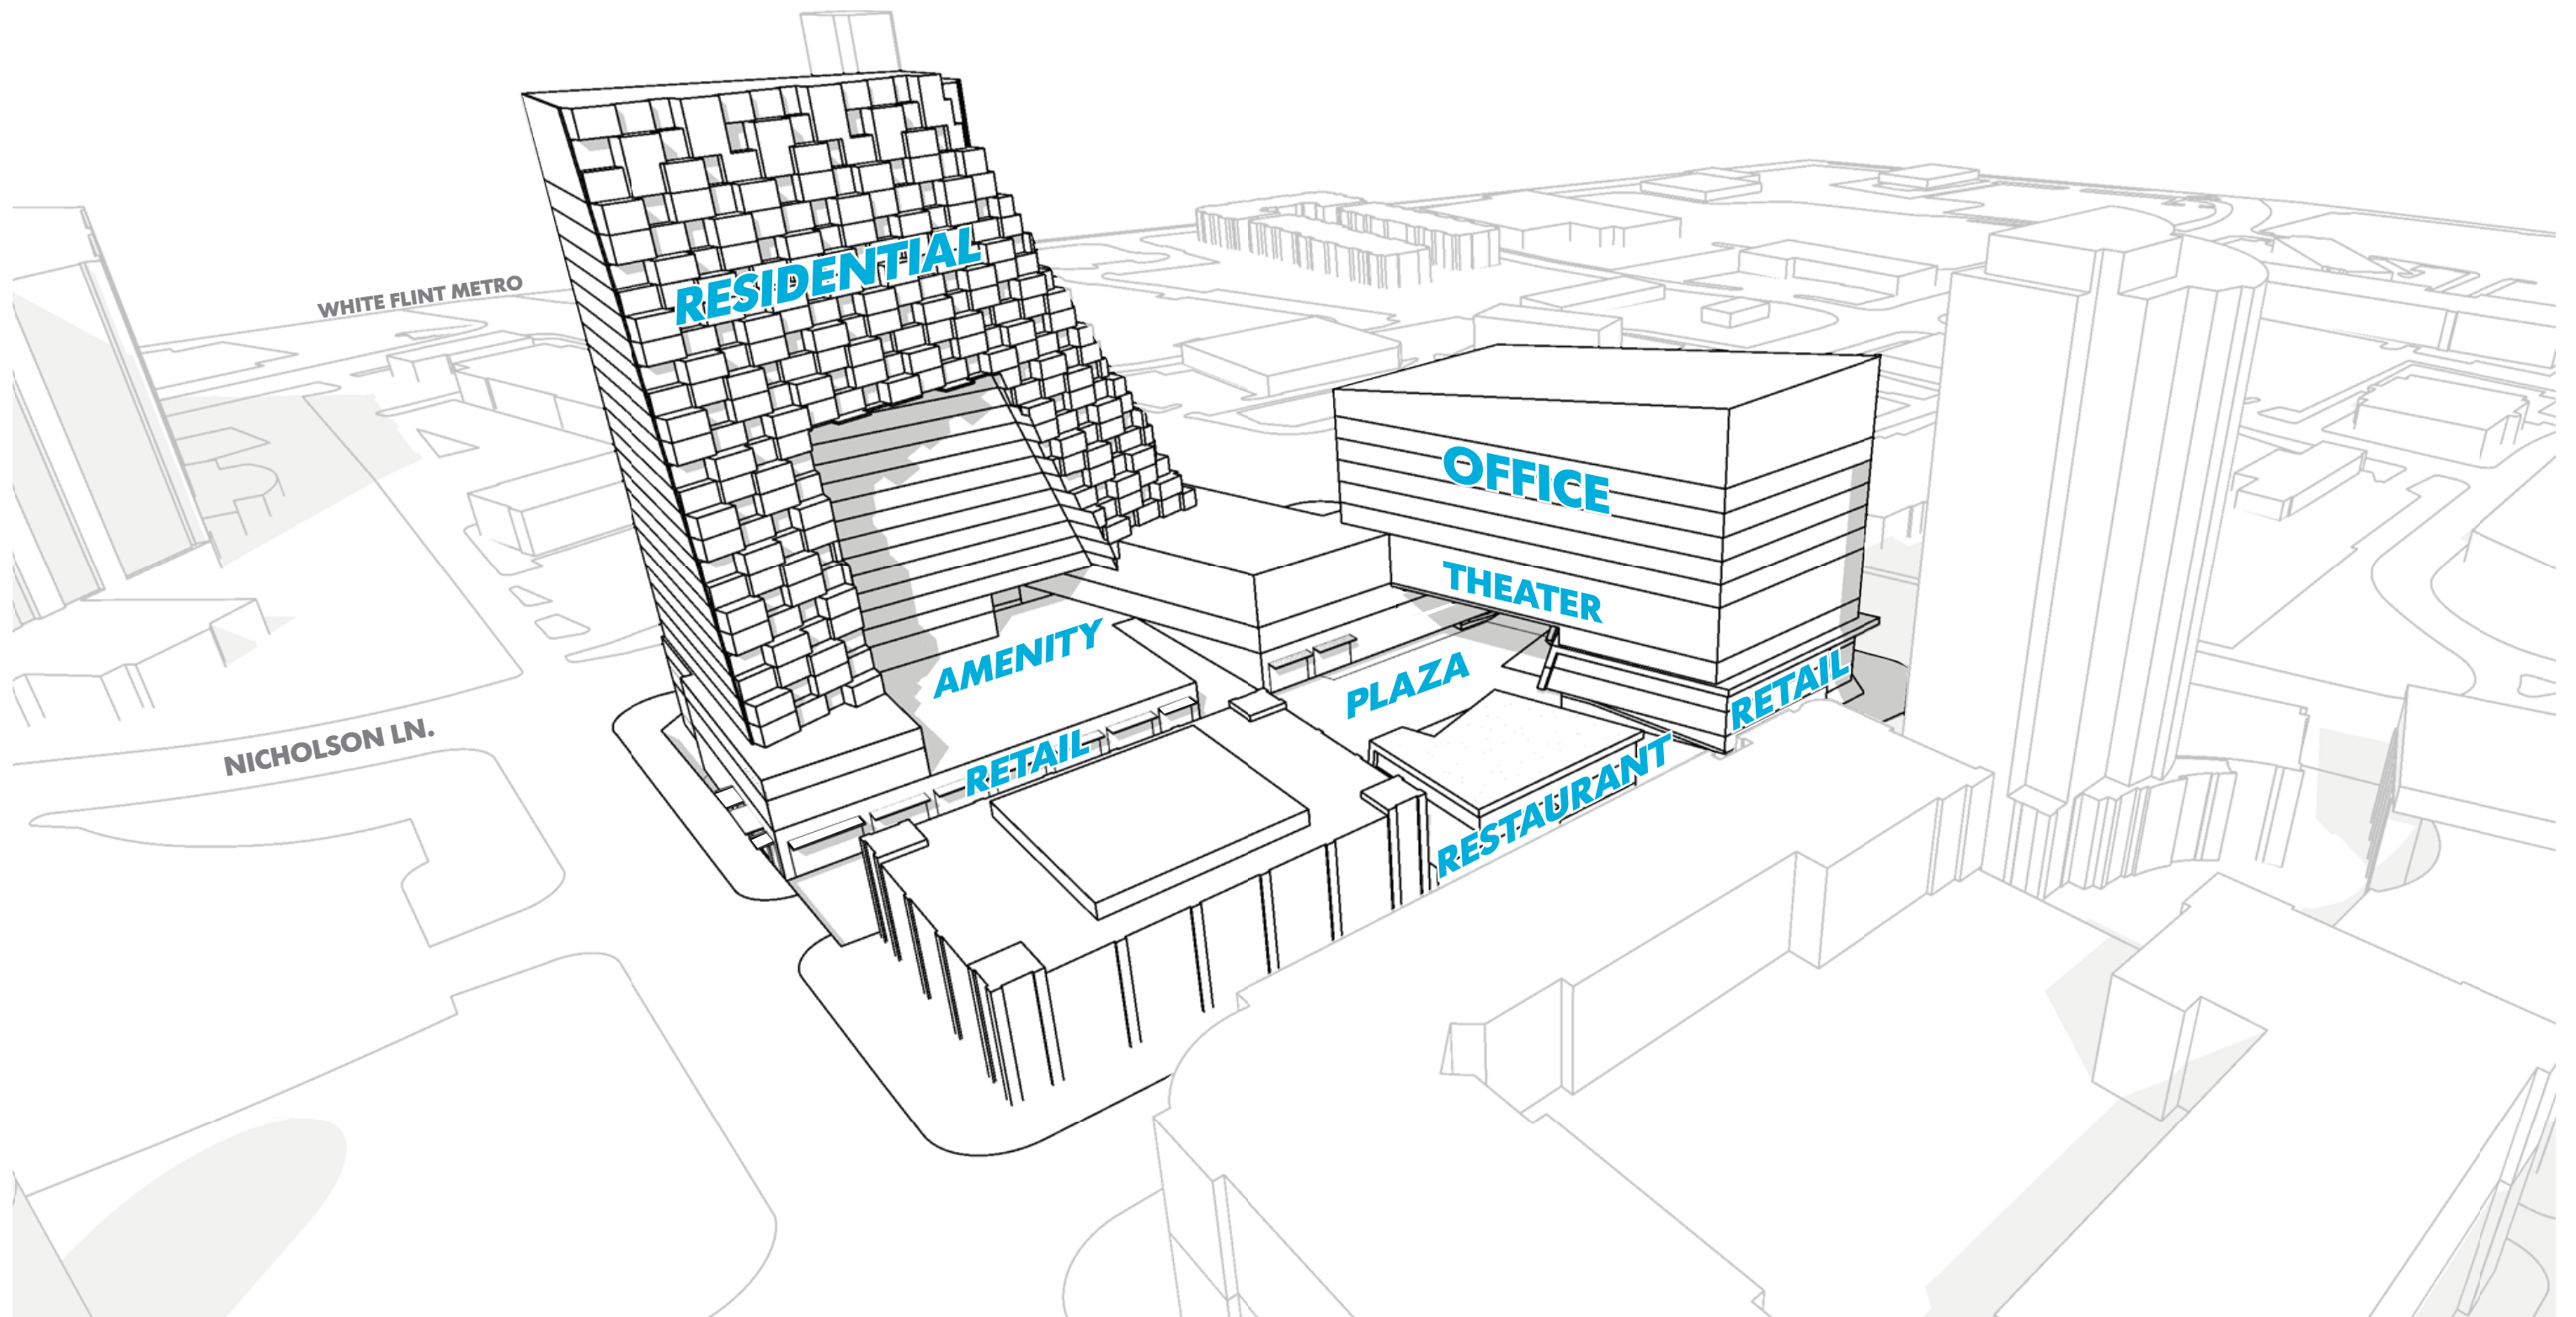 RESIDENTIAL
WHITE FLINT METRO
OFFICE
THEATER
AMENITY
PLAZA
RETAIL
NICHOLSON LN.
RETAIL
RESTAURANT